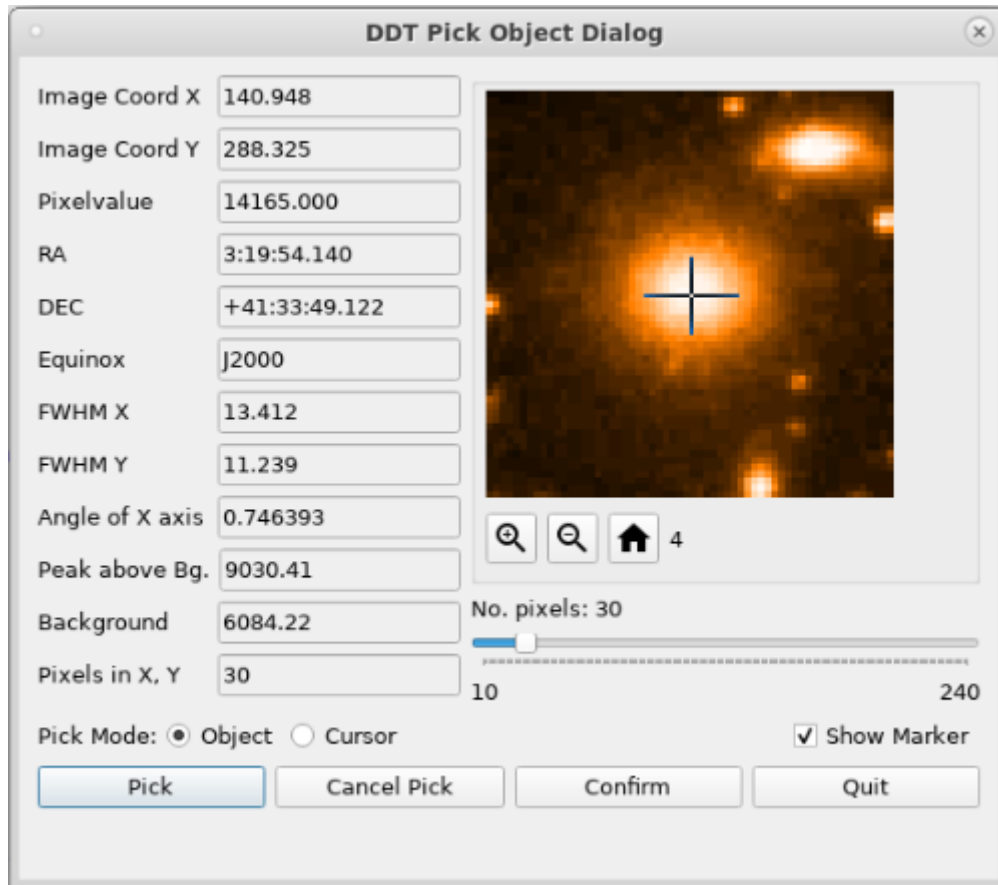 DDT Pick Object Dialog
Image Coord X 140.948
Image Coord Y 288.325
Pixelvalue 14165.000
RA 3:19:54.140
DEC +41:33:49.122
Equinox J2000
FWHM X 13.412
FWHM Y 11.239
Angle of X axis 0.746393
Peak above Bg. 9030.41
Background 6084.22
Pixels in X, Y 30
4
No. pixels: 30
10 240
Pick Mode: Object Cursor Show Marker
Pick Cancel Pick Confirm Quit